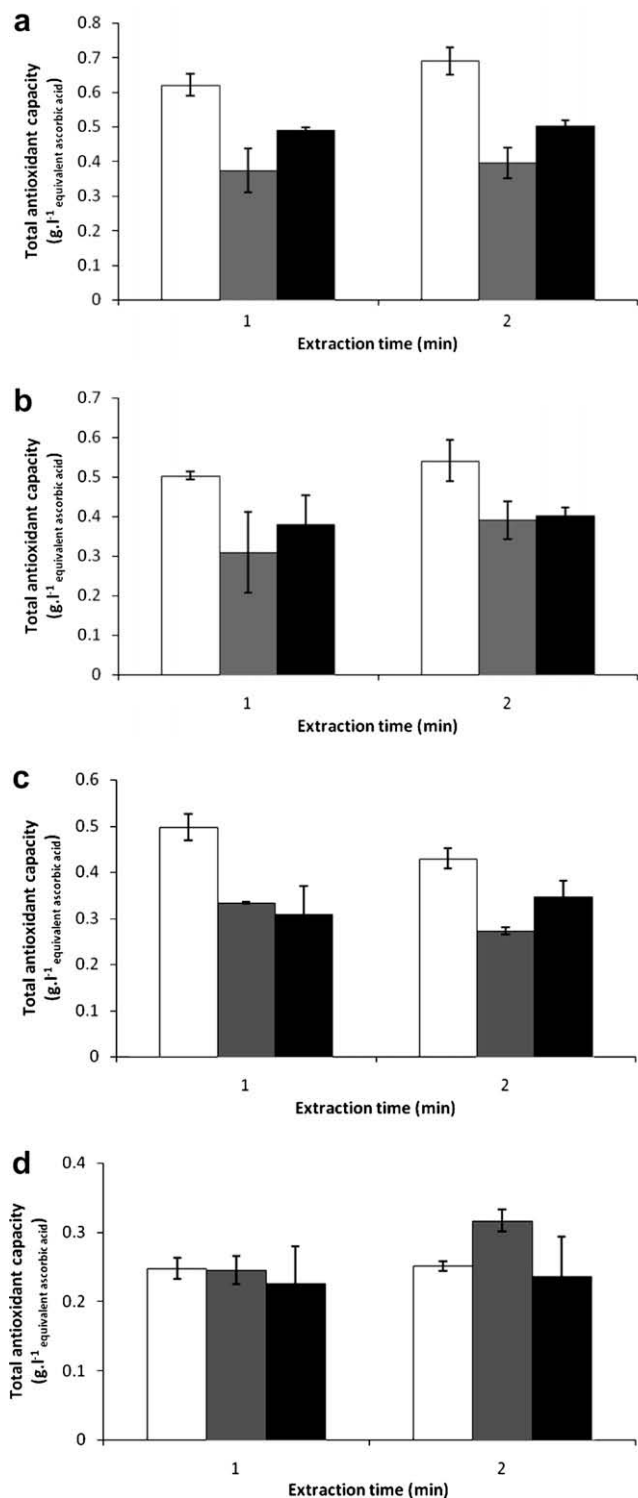 a
Total antioxidant capacity
(g.l-1 equivalent ascorbic acid)
0.8
0.7
0.6
0.5
0.4
0.3
0.2
0.1
0
1
2
Extraction time (min)
b
Total antioxidant capacity
(g.l-1 equivalent ascorbic acid)
0.7
0.6
0.5
0.4
0.3
0.2
0.1
0
1
2
Extraction time (min)
c
Total antioxidant capacity
(g.l-1 equivalent ascorbic acid)
0.6
0.5
0.4
0.3
0.2
0.1
0
1
2
Extraction time (min)
d
Total antioxidant capacity
(g.l-1 equivalent ascorbic acid)
0.4
0.3
0.2
0.1
0
1
2
Extraction time (min)